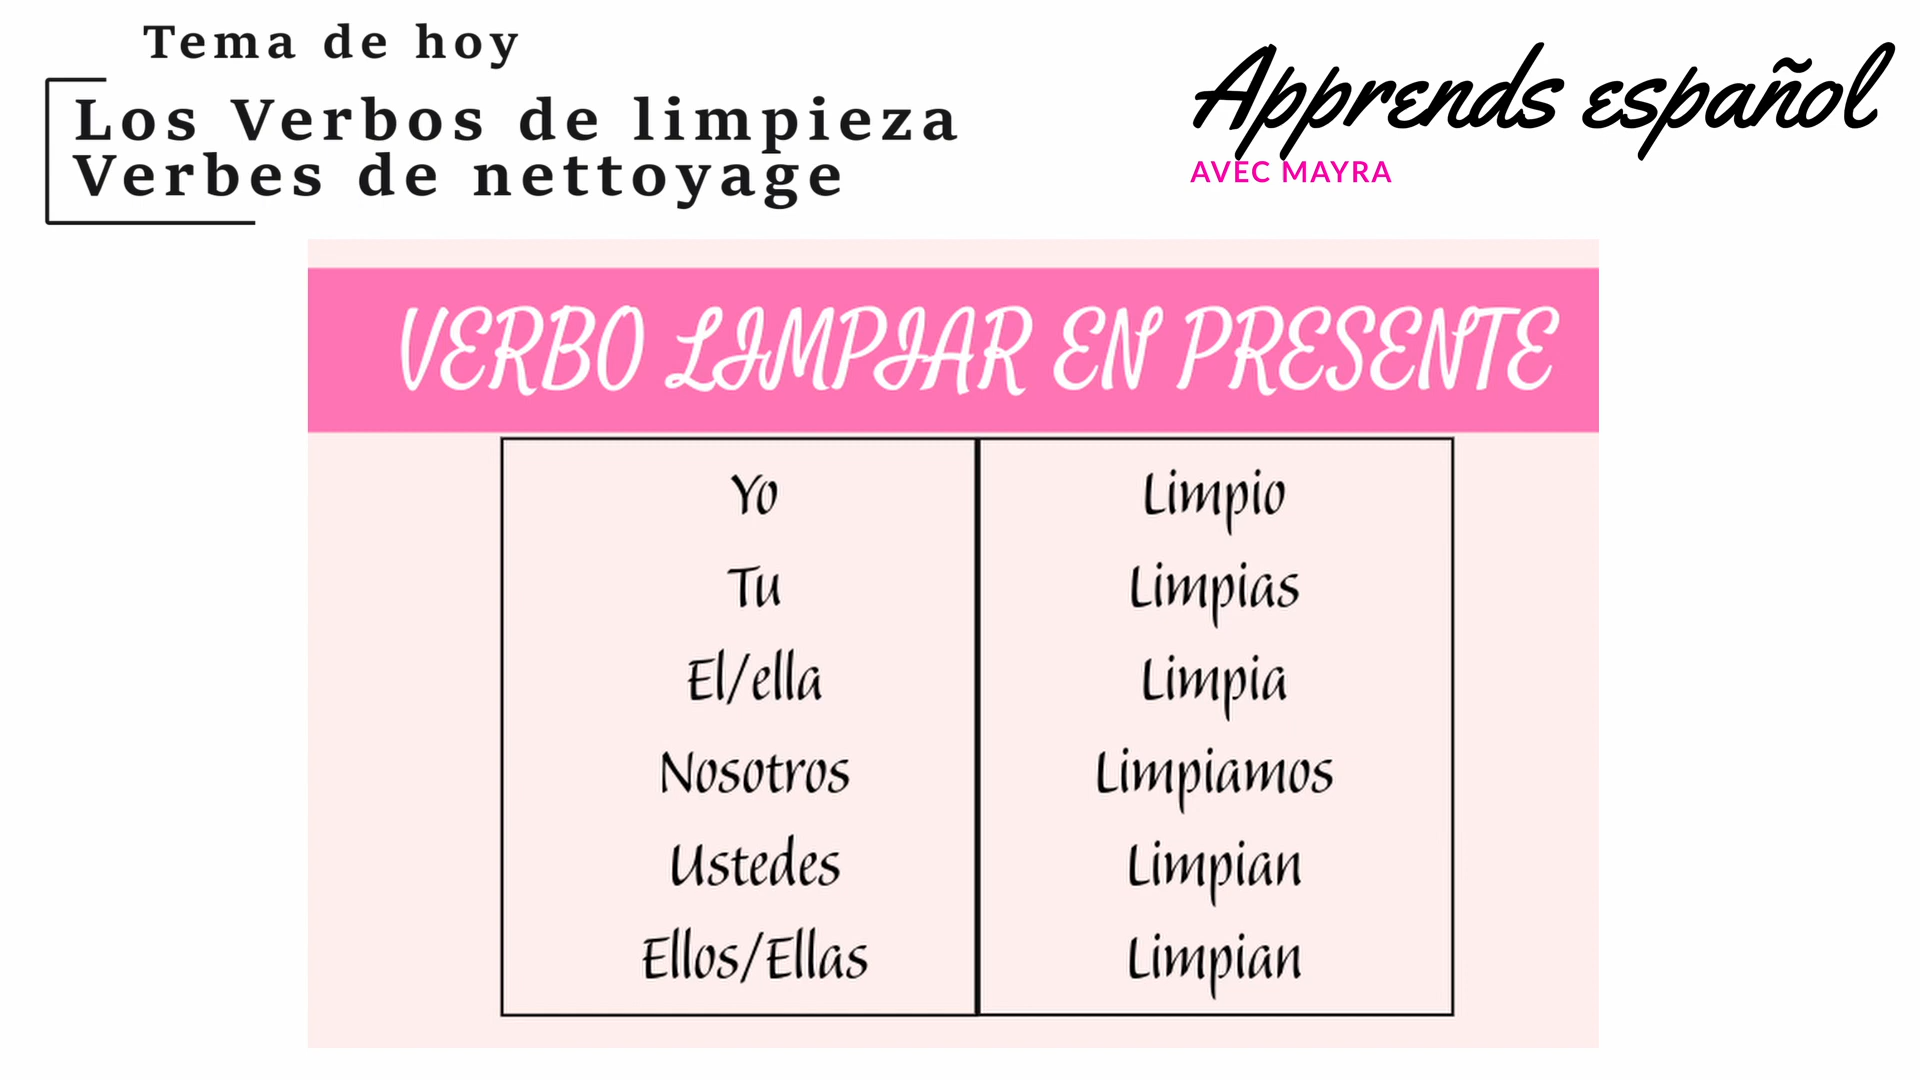 Tema de hoy
Los Verbos de limpieza
Verbes de nettoyage
Apprends español
AVEC MAYRA
VERBO LIMPIAR EN PRESENTE
Yo Limpio
Tu Limpias
El/ella Limpia
Nosotros Limpiamos
Ustedes Limpian
Ellos/Ellas Limpian